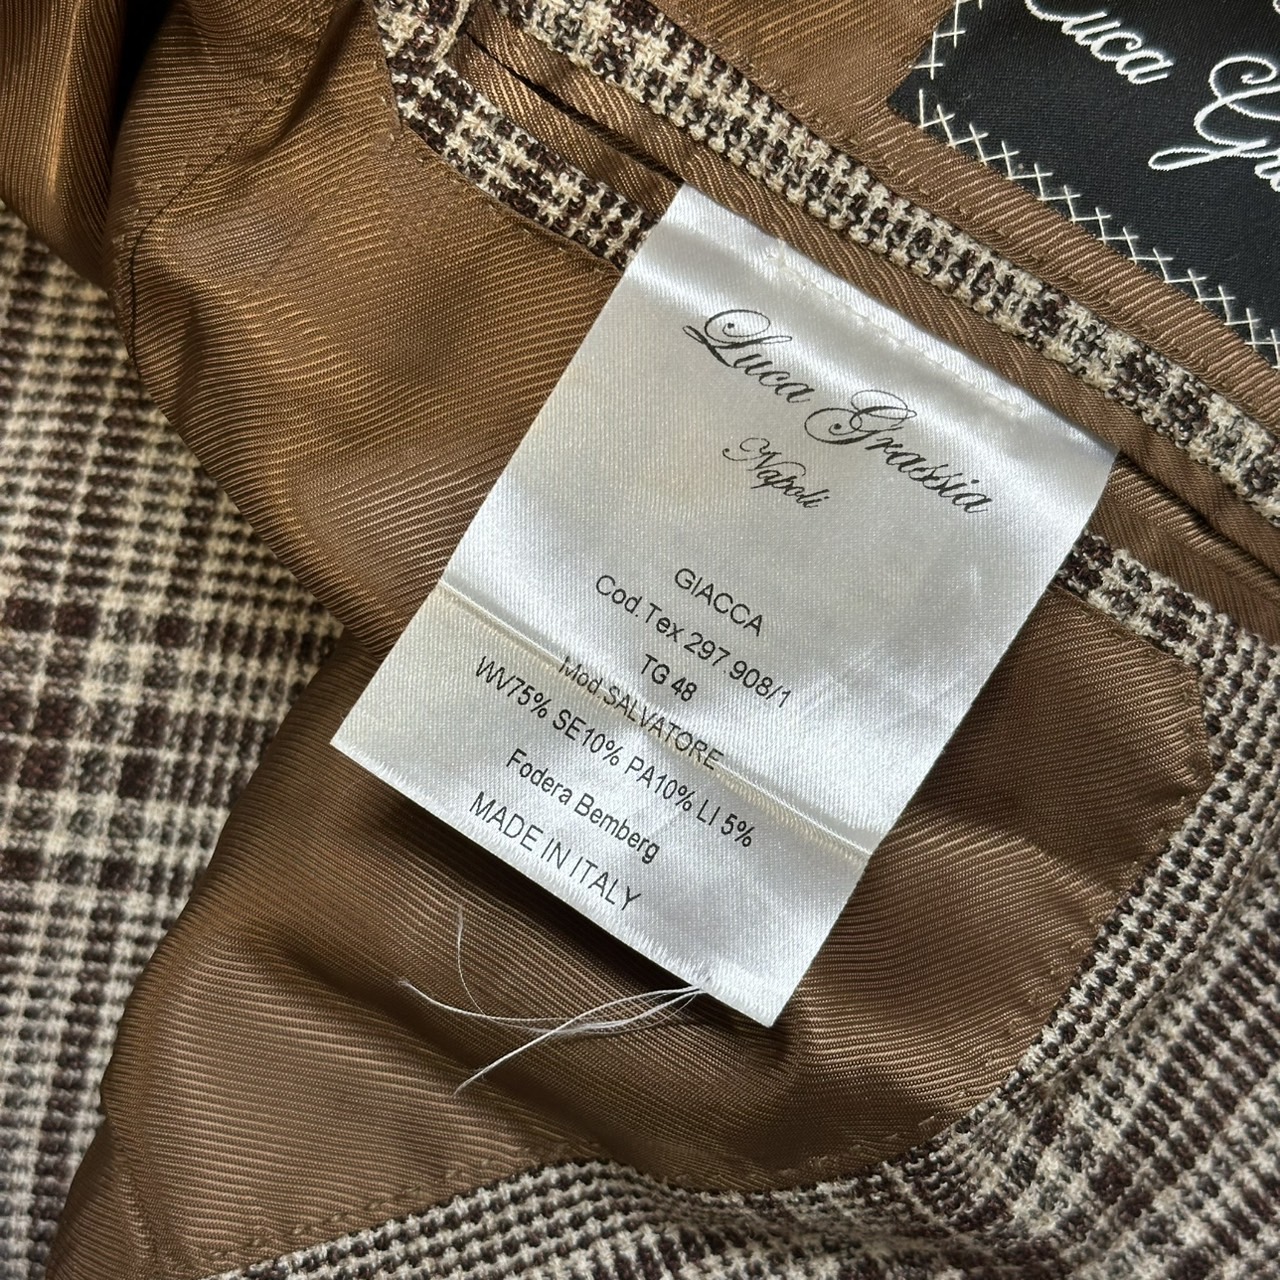 Luca
Luca Grassia
Napoli
GIACCA
Cod.Tex 297.908/1
TG 48
Mod.SALVATORE
WV75% SE10% PA10% LI 5%
Fodera Bemberg
MADE IN ITALY